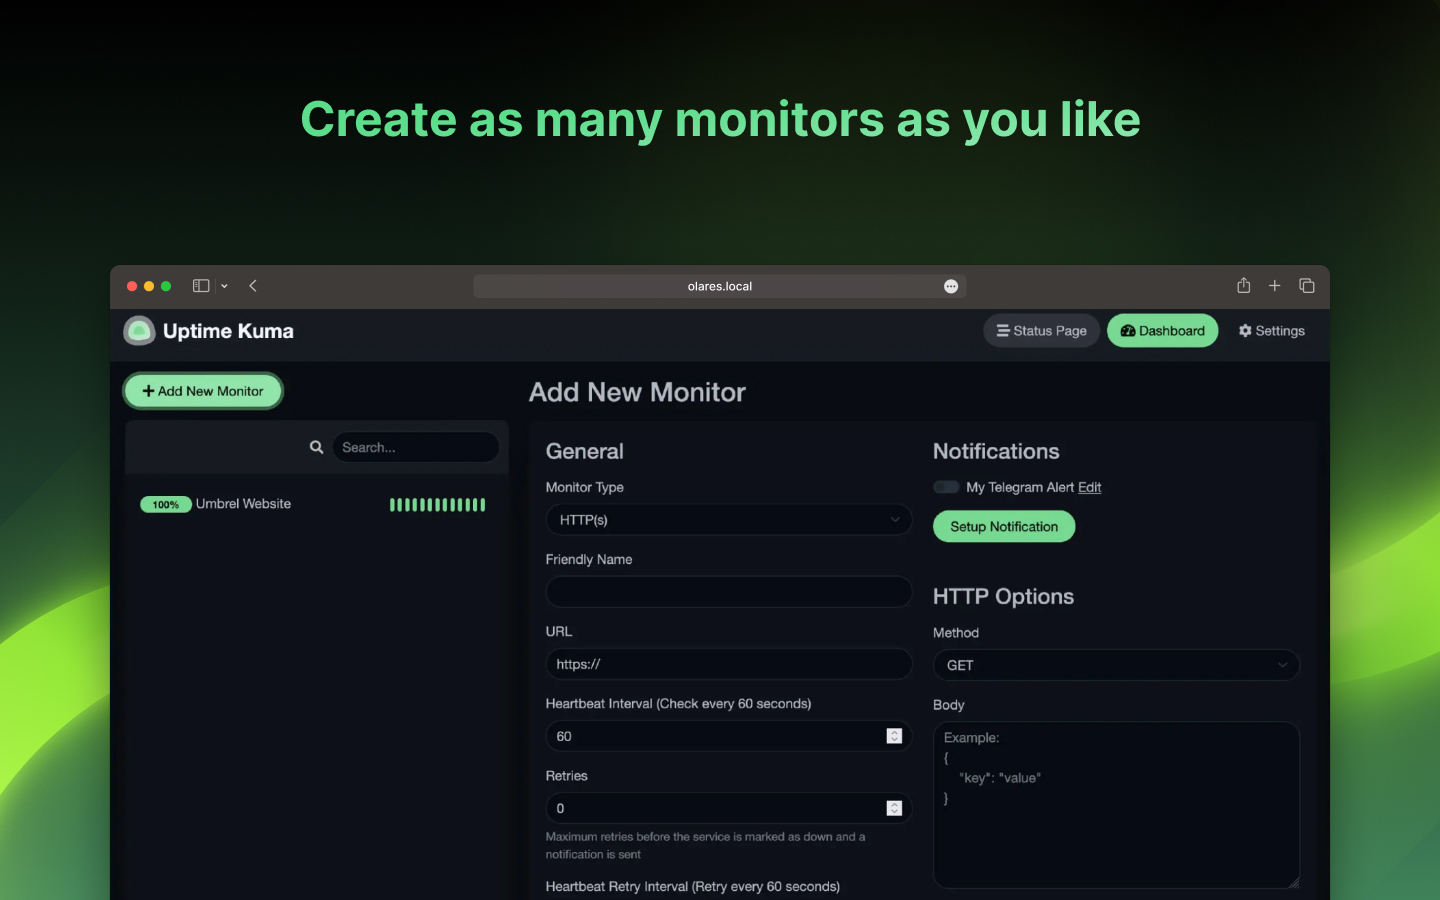 Create as many monitors as you like
olares.local
Uptime Kuma
Status Page
Dashboard
Settings
Add New Monitor
Search...
100% Umbrel Website
Add New Monitor
General
Monitor Type
HTTP(s)
Friendly Name
URL
https://
Heartbeat Interval (Check every 60 seconds)
60
Retries
0
Maximum retries before the service is marked as down and a
notification is sent
Heartbeat Retry Interval (Retry every 60 seconds)
Notifications
My Telegram Alert Edit
Setup Notification
HTTP Options
Method
GET
Body
Example:
{
"key": "value"
}